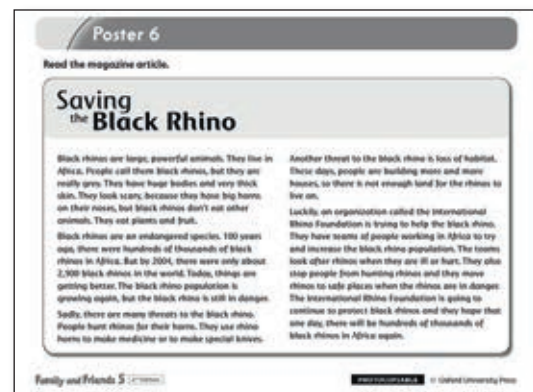 Poster 6
Read the magazine article.
Saving
the Black Rhino
Black rhinos are large, powerful animals. They live in
Africa. People call them black rhinos, but they are
really grey. They have huge bodies and very thick
skin. They look scary, because they have big horns
on their noses, but black rhinos don't eat other
animals. They eat plants and fruit.
Black rhinos are an endangered species. 100 years
ago, there were hundreds of thousands of black
rhinos in Africa. But by 2004, there were only about
2,500 black rhinos in the world. Today, things are
getting better. The black rhino population is
growing again, but the black rhino is still in danger.
Sadly, there are many threats to the black rhino.
People hunt rhinos for their horns. They use rhino
horns to make medicine or to make special knives.
Another threat to the black rhino is loss of habitat.
These days, people are building more and more
houses, so there is not enough land for the rhinos to
live on.
Luckily, an organization called the International
Rhino Foundation is trying to help the black rhino.
They have teams of people working in Africa to try
and increase the black rhino population. The teams
look after rhinos when they are ill or hurt. They also
stop people from hunting rhinos and they move
rhinos to safe places when the rhinos are in danger.
The International Rhino Foundation is going to
continue to protect black rhinos and they hope that
one day, there will be hundreds of thousands of
black rhinos in Africa again.
Family and Friends 5
PHOTOCOPIABLE © Oxford University Press